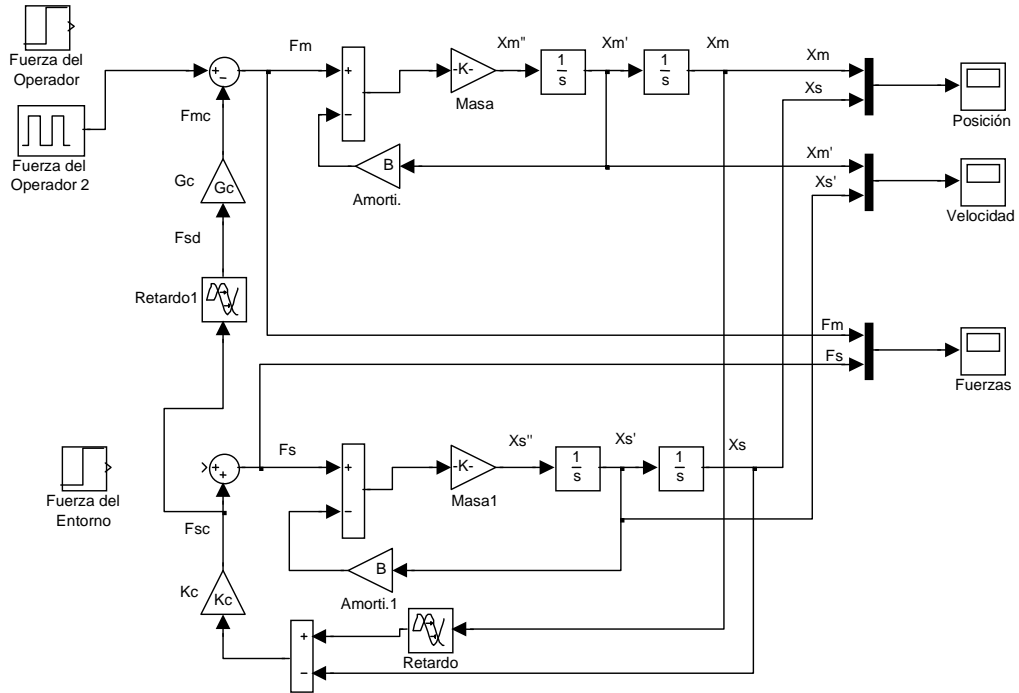 Fuerza del
Operador
Fuerza del
Operador 2
+
−
Fmc
Gc
Gc
Fsd
Retardo1
Fm
+
−
-K-
Masa
Xm"
1
s
Xm'
1
s
Xm
B
Amorti.
Xm
Xs
Posición
Xm'
Xs'
Velocidad
Fm
Fs
Fuerzas
Fuerza del
Entorno
+
+
Fsc
Kc
Kc
Fs
+
−
-K-
Masa1
Xs"
1
s
Xs'
1
s
Xs
B
Amorti.1
+
−
Retardo